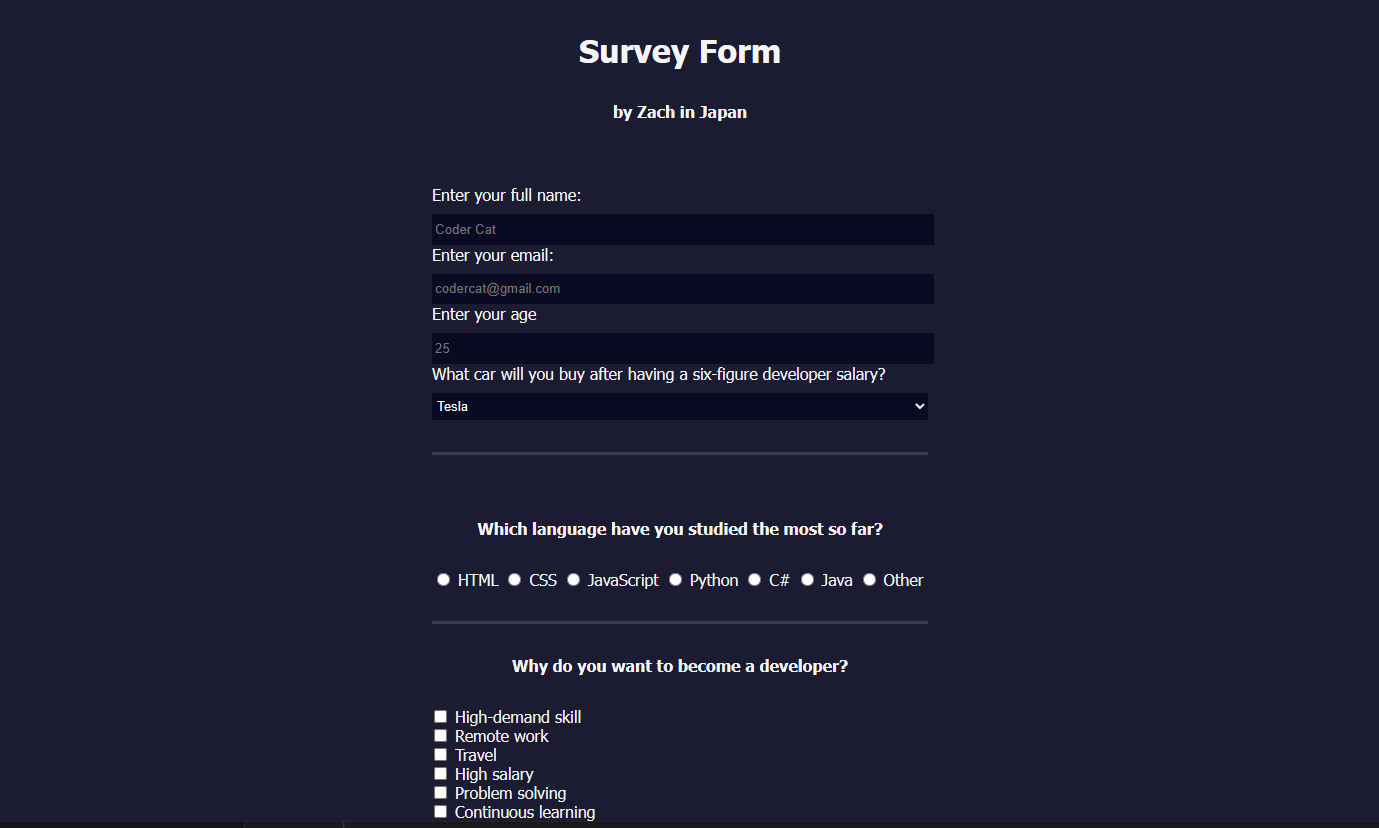 Survey Form
by Zach in Japan
Enter your full name:
Coder Cat
Enter your email:
codercat@gmail.com
Enter your age
25
What car will you buy after having a six-figure developer salary?
Tesla
Which language have you studied the most so far?
HTML CSS JavaScript Python C# Java Other
Why do you want to become a developer?
High-demand skill
Remote work
Travel
High salary
Problem solving
Continuous learning